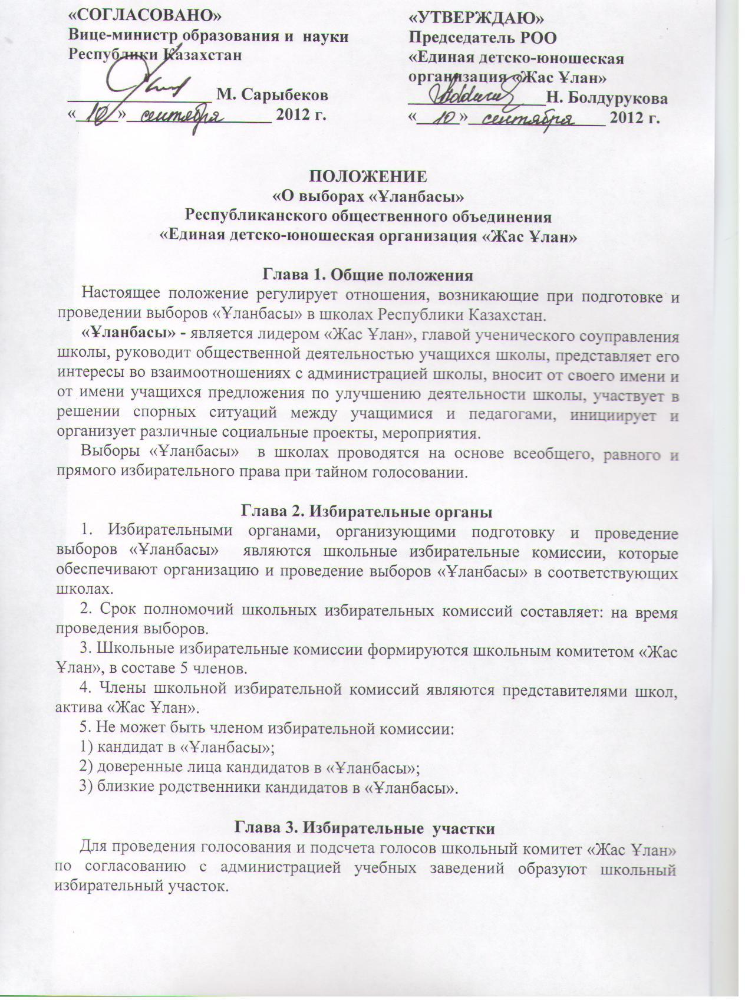 «СОГЛАСОВАНО»
Вице-министр образования и науки
Республики Казахстан
__________________ М. Сарыбеков
«10» сентября 2012 г.
«УТВЕРЖДАЮ»
Председатель РОО
«Единая детско-юношеская
организация «Жас Ұлан»
_________________Н. Болдурукова
«10» сентября 2012 г.
ПОЛОЖЕНИЕ
«О выборах «Ұланбасы»
Республиканского общественного объединения
«Единая детско-юношеская организация «Жас Ұлан»
Глава 1. Общие положения
Настоящее положение регулирует отношения, возникающие при подготовке и
проведении выборов «Ұланбасы» в школах Республики Казахстан.
«Ұланбасы» - является лидером «Жас Ұлан», главой ученического соуправления
школы, руководит общественной деятельностью учащихся школы, представляет его
интересы во взаимоотношениях с администрацией школы, вносит от своего имени и
от имени учащихся предложения по улучшению деятельности школы, участвует в
решении спорных ситуаций между учащимися и педагогами, инициирует и
организует различные социальные проекты, мероприятия.
Выборы «Ұланбасы» в школах проводятся на основе всеобщего, равного и
прямого избирательного права при тайном голосовании.
Глава 2. Избирательные органы
1. Избирательными органами, организующими подготовку и проведение
выборов «Ұланбасы» являются школьные избирательные комиссии, которые
обеспечивают организацию и проведение выборов «Ұланбасы» в соответствующих
школах.
2. Срок полномочий школьных избирательных комиссий составляет: на время
проведения выборов.
3. Школьные избирательные комиссии формируются школьным комитетом «Жас
Ұлан», в составе 5 членов.
4. Члены школьной избирательной комиссий являются представителями школ,
актива «Жас Ұлан».
5. Не может быть членом избирательной комиссии:
1) кандидат в «Ұланбасы»;
2) доверенные лица кандидатов в «Ұланбасы»;
3) близкие родственники кандидатов в «Ұланбасы».
Глава 3. Избирательные участки
Для проведения голосования и подсчета голосов школьный комитет «Жас Ұлан»
по согласованию с администрацией учебных заведений образуют школьный
избирательный участок.